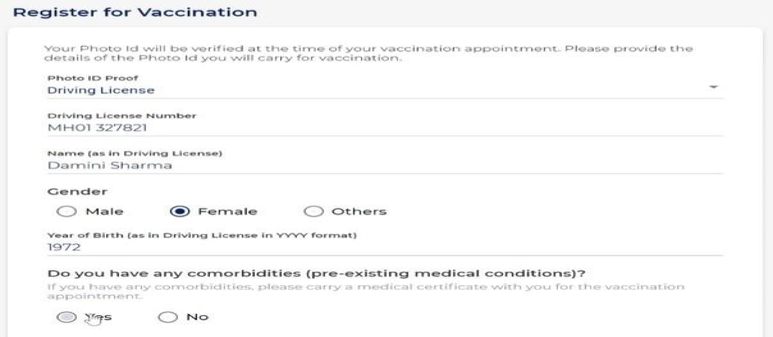 Register for Vaccination
Your Photo Id will be verified at the time of your vaccination appointment. Please provide the
details of the Photo Id you will carry for vaccination.
Photo ID Proof
Driving License
Driving License Number
MH01 327821
Name (as in Driving License)
Damini Sharma
Gender
Male Female Others
Year of Birth (as in Driving License in YYYY format)
1972
Do you have any comorbidities (pre-existing medical conditions)?
If you have any comorbidities, please carry a medical certificate with you for the vaccination
appointment.
Yes No